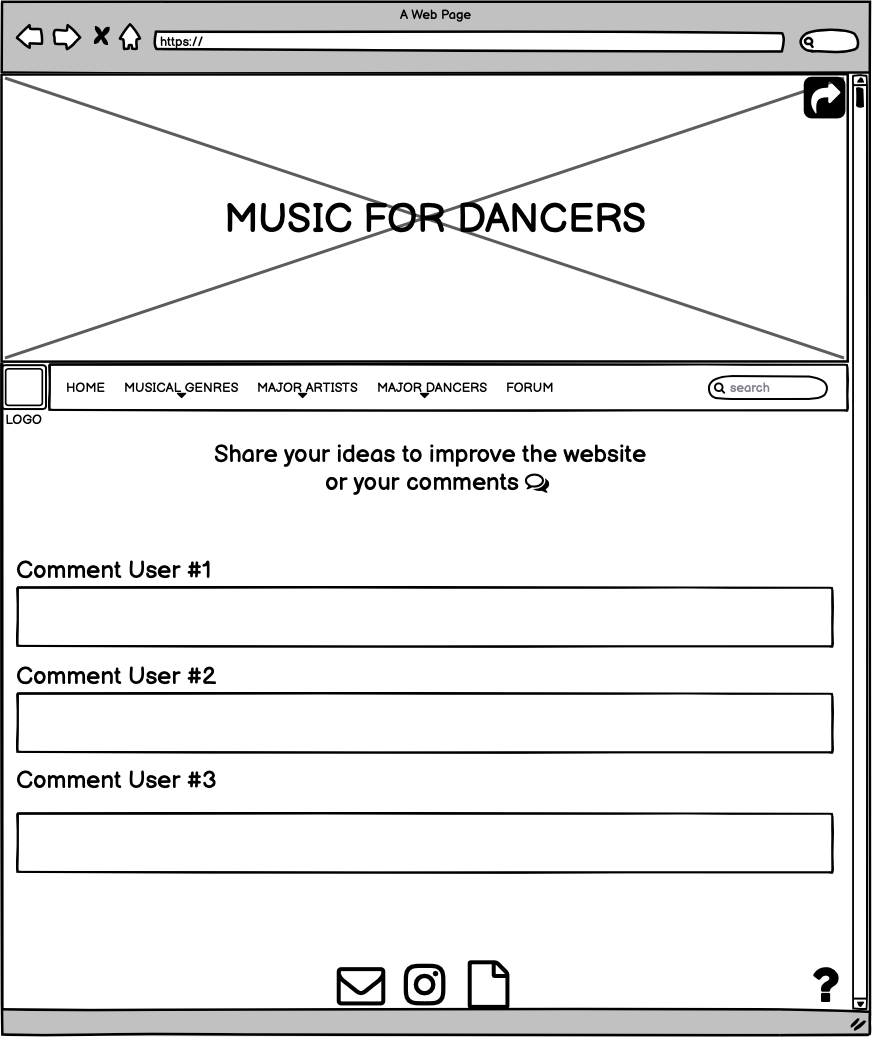 A Web Page
https://
MUSIC FOR DANCERS
HOME MUSICAL GENRES MAJOR ARTISTS MAJOR DANCERS FORUM search
LOGO
Share your ideas to improve the website
or your comments
Comment User #1
Comment User #2
Comment User #3
?